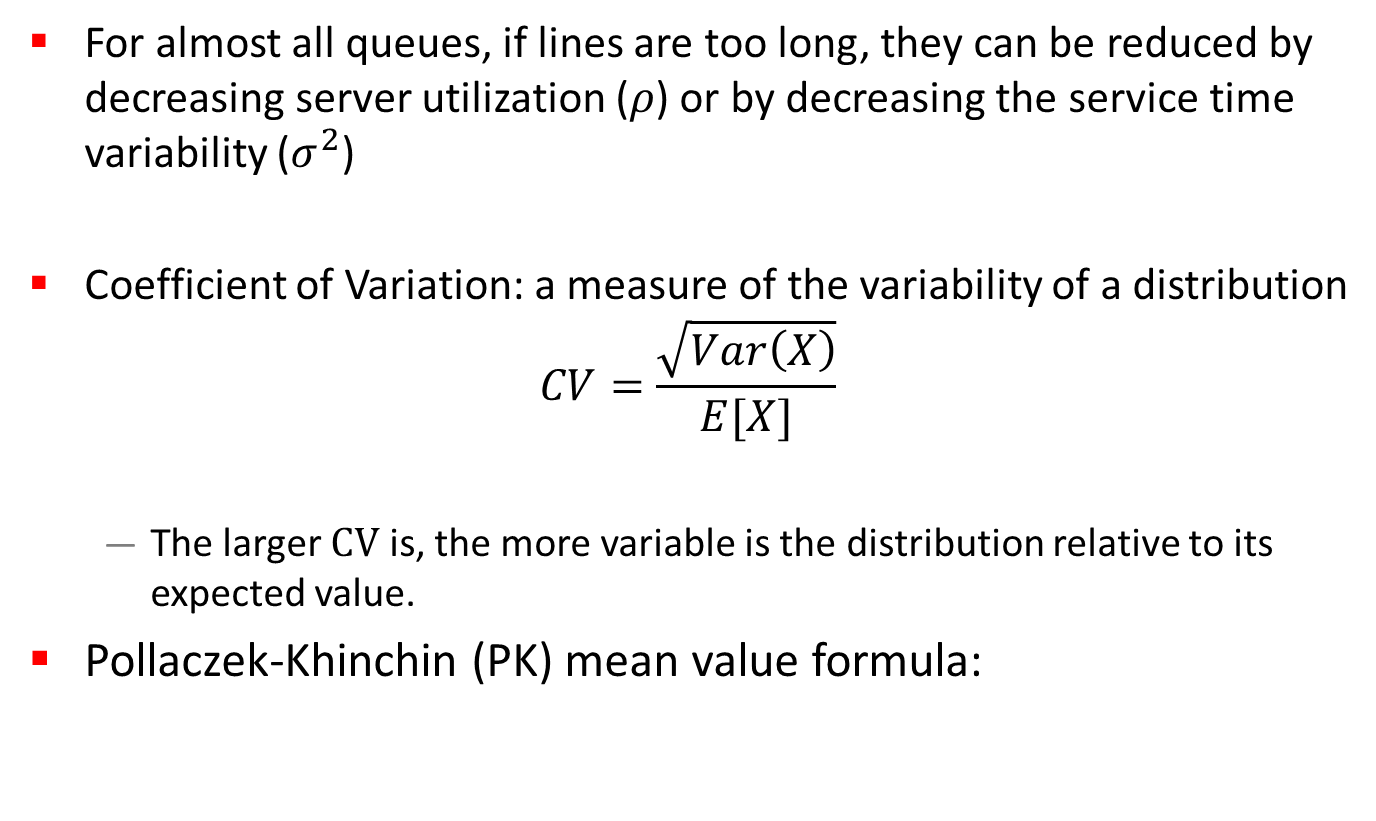 ▪ For almost all queues, if lines are too long, they can be reduced by
decreasing server utilization (ρ) or by decreasing the service time
variability (σ²)
▪ Coefficient of Variation: a measure of the variability of a distribution
CV = √Var(X) / E[X]
— The larger CV is, the more variable is the distribution relative to its
expected value.
▪ Pollaczek-Khinchin (PK) mean value formula: